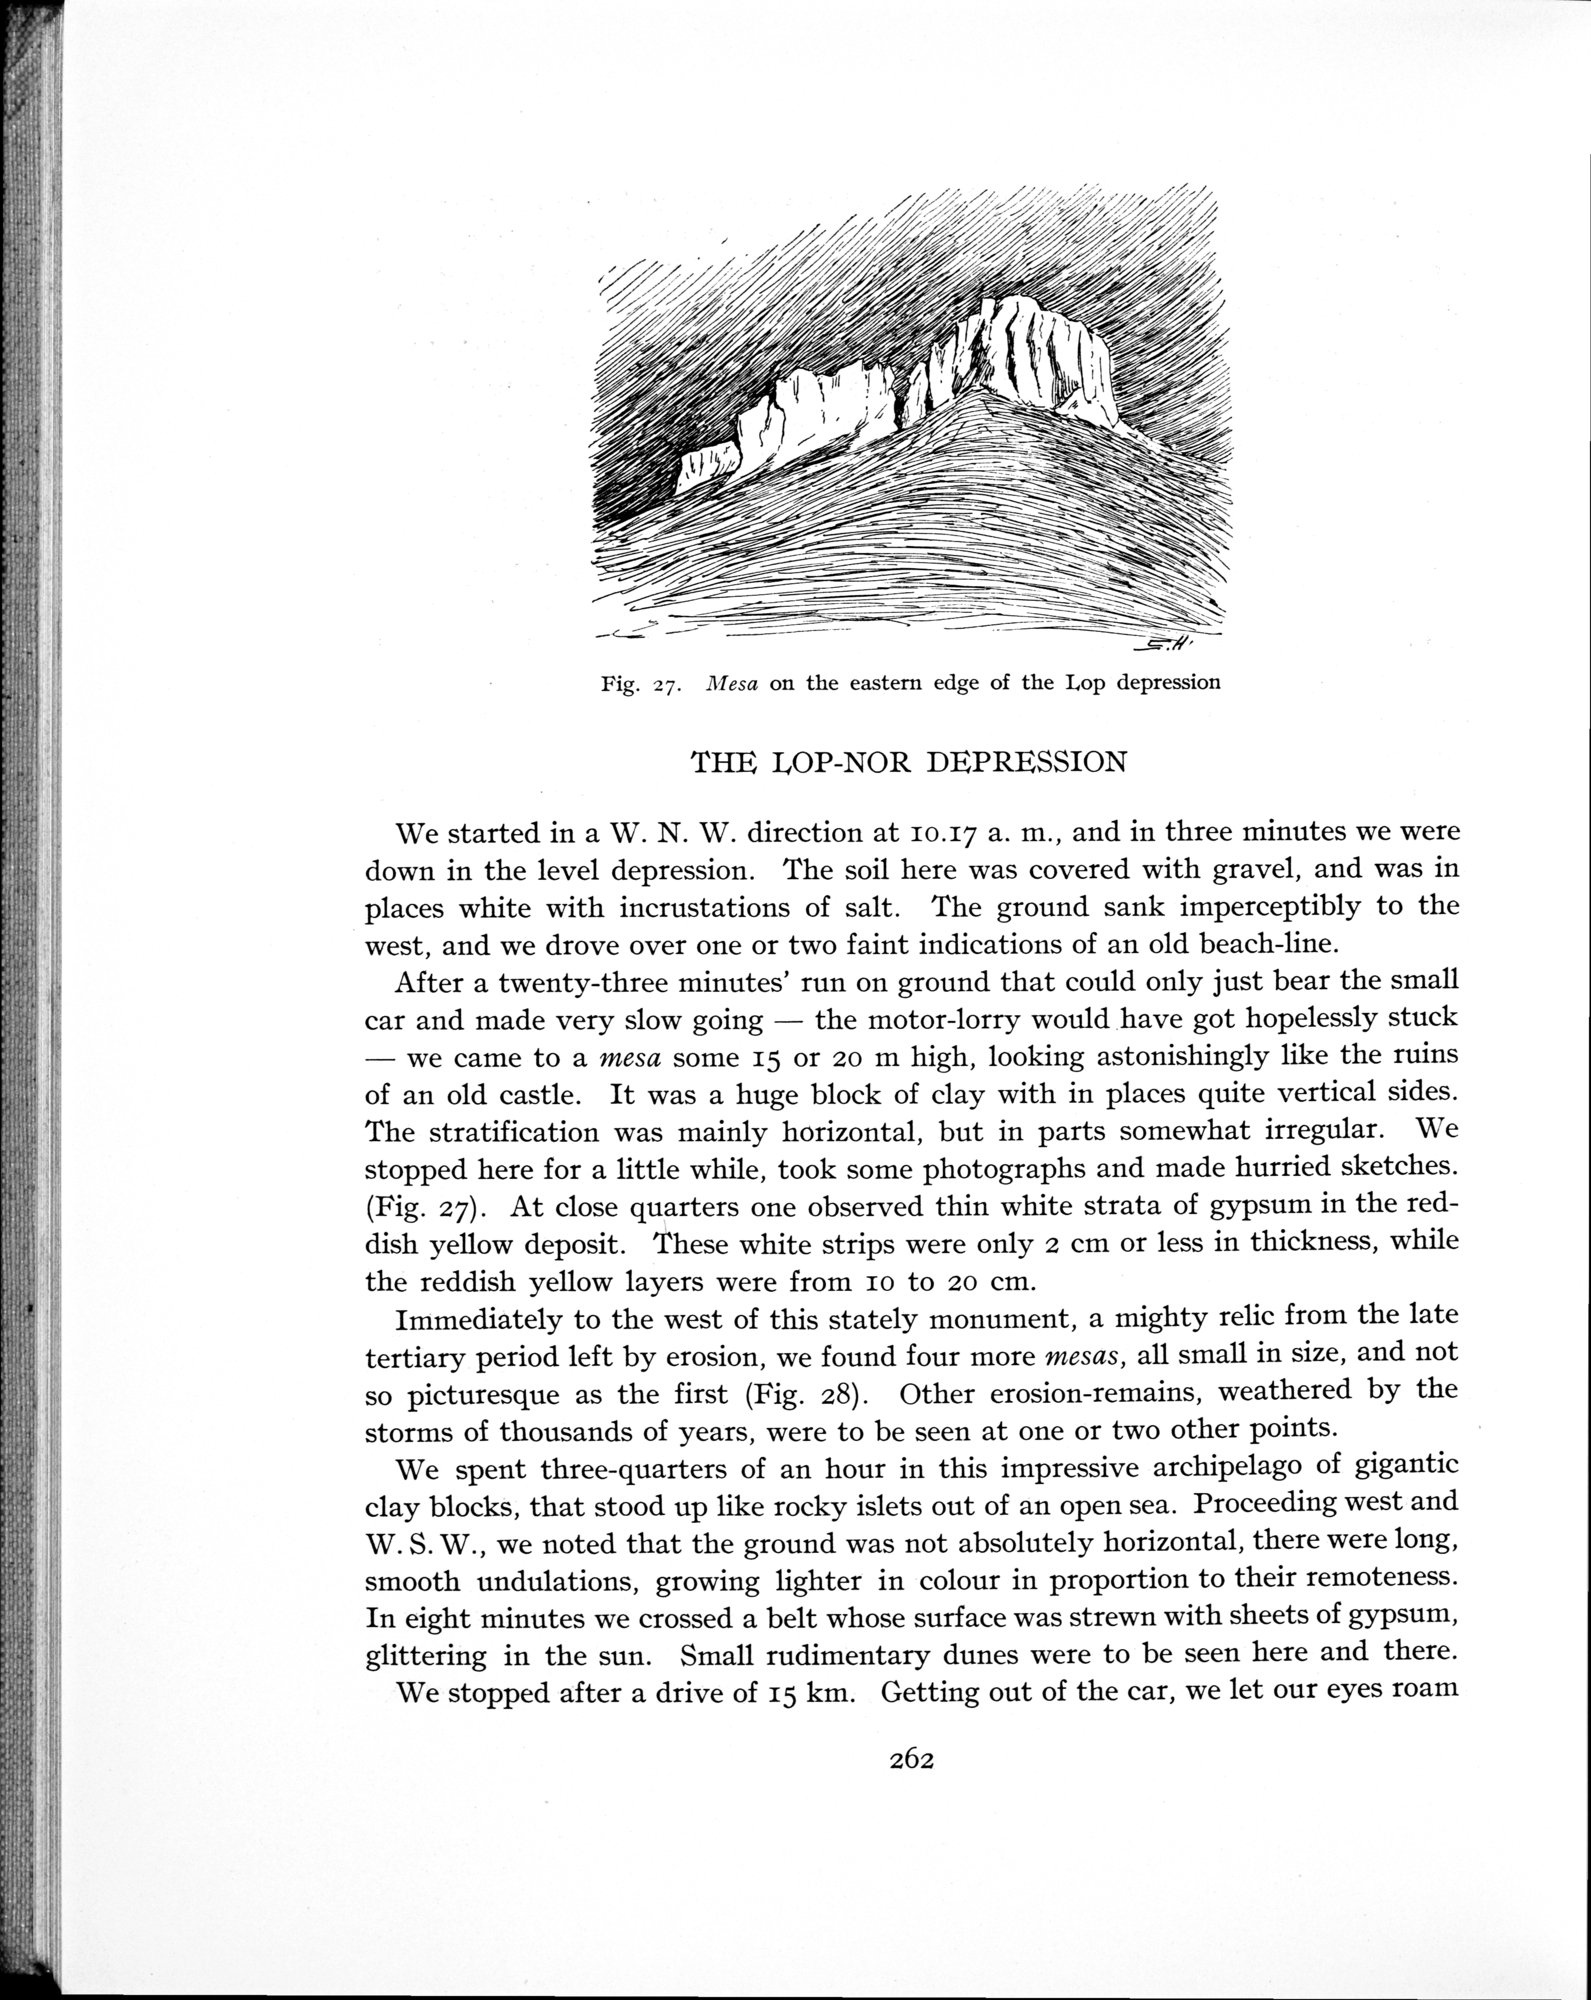 S.H.
Fig. 27. Mesa on the eastern edge of the Lop depression
THE LOP-NOR DEPRESSION
We started in a W. N. W. direction at 10.17 a. m., and in three minutes we were
down in the level depression. The soil here was covered with gravel, and was in
places white with incrustations of salt. The ground sank imperceptibly to the
west, and we drove over one or two faint indications of an old beach-line.
After a twenty-three minutes' run on ground that could only just bear the small
car and made very slow going — the motor-lorry would have got hopelessly stuck
— we came to a mesa some 15 or 20 m high, looking astonishingly like the ruins
of an old castle. It was a huge block of clay with in places quite vertical sides.
The stratification was mainly horizontal, but in parts somewhat irregular. We
stopped here for a little while, took some photographs and made hurried sketches.
(Fig. 27). At close quarters one observed thin white strata of gypsum in the red-
dish yellow deposit. These white strips were only 2 cm or less in thickness, while
the reddish yellow layers were from 10 to 20 cm.
Immediately to the west of this stately monument, a mighty relic from the late
tertiary period left by erosion, we found four more mesas, all small in size, and not
so picturesque as the first (Fig. 28). Other erosion-remains, weathered by the
storms of thousands of years, were to be seen at one or two other points.
We spent three-quarters of an hour in this impressive archipelago of gigantic
clay blocks, that stood up like rocky islets out of an open sea. Proceeding west and
W. S. W., we noted that the ground was not absolutely horizontal, there were long,
smooth undulations, growing lighter in colour in proportion to their remoteness.
In eight minutes we crossed a belt whose surface was strewn with sheets of gypsum,
glittering in the sun. Small rudimentary dunes were to be seen here and there.
We stopped after a drive of 15 km. Getting out of the car, we let our eyes roam
262